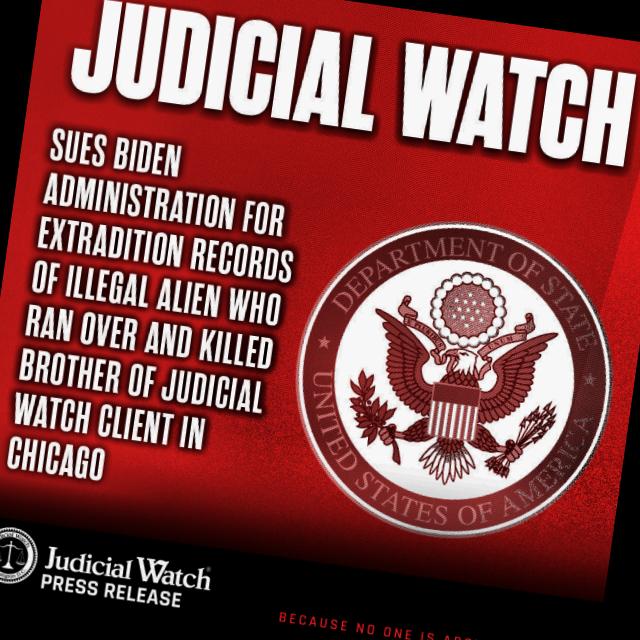 JUDICIAL WATCH
SUES BIDEN
ADMINISTRATION FOR
EXTRADITION RECORDS
OF ILLEGAL ALIEN WHO
RAN OVER AND KILLED
BROTHER OF JUDICIAL
WATCH CLIENT IN
CHICAGO
DEPARTMENT OF STATE
UNITED STATES OF AMERICA
Judicial Watch®
PRESS RELEASE
BECAUSE NO ONE IS